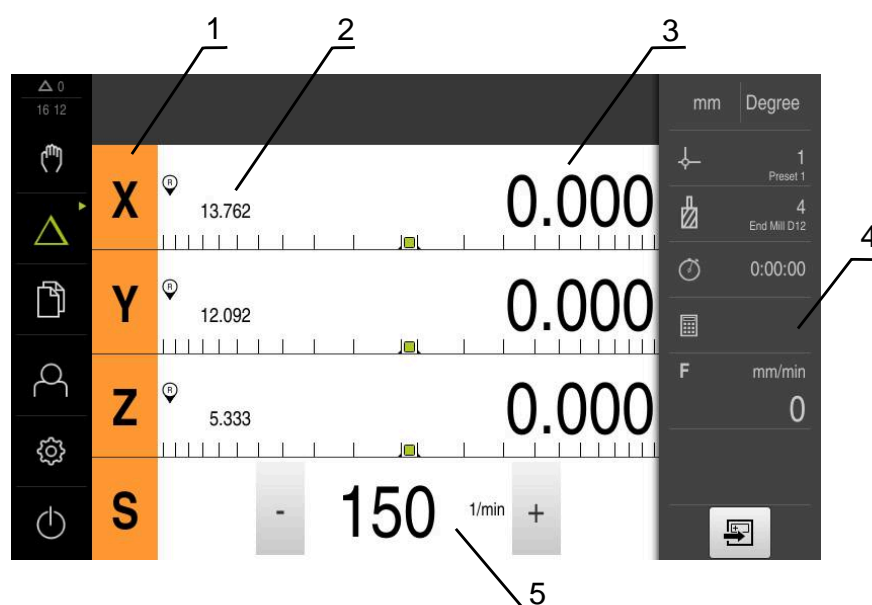 1
2
3
0
16 12
mm Degree
X
R
13.762
0.000
1
Preset 1
4
End Mill D12
4
0:00:00
Y
R
12.092
0.000
F mm/min
0
Z
R
5.333
0.000
S
-
150
1/min
+
5